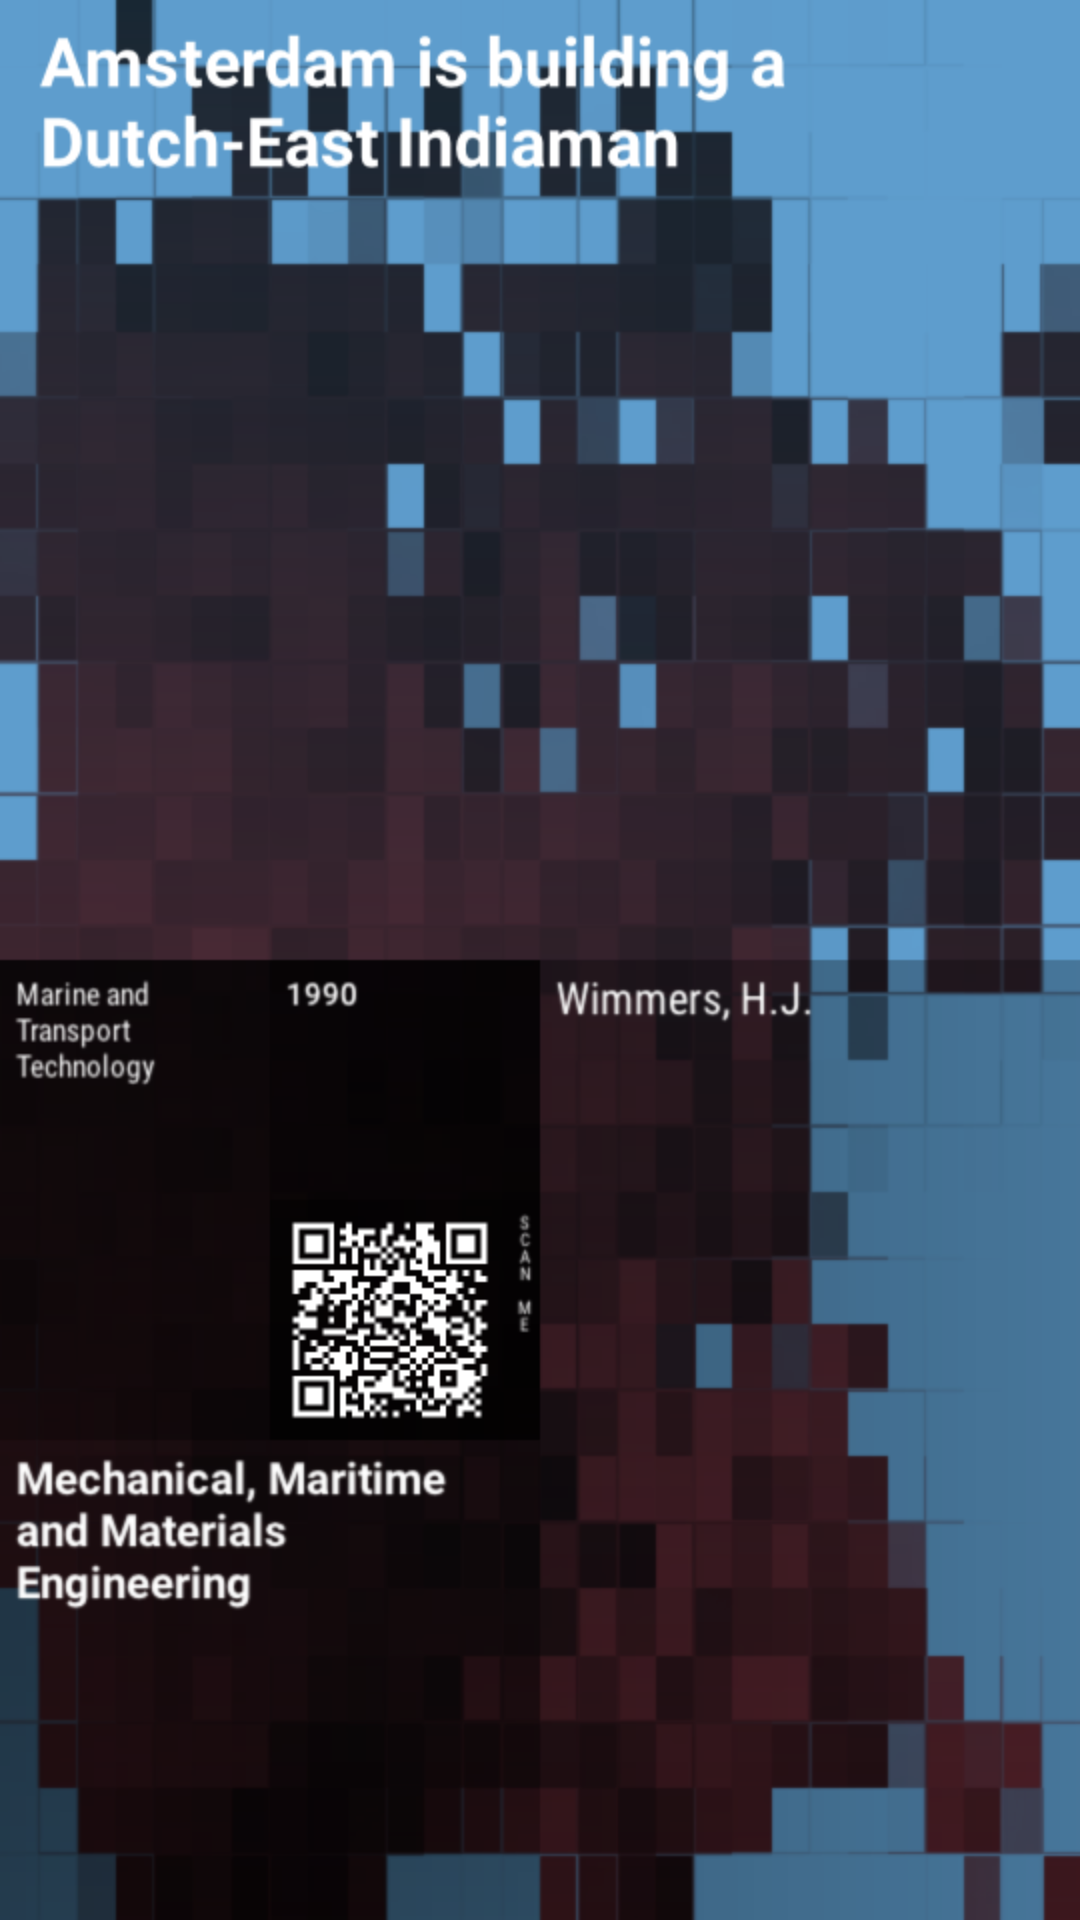 Amsterdam is building a
Dutch-East Indiaman
Marine and
Transport
Technology
1990
Wimmers, H.J.
SCAN ME
Mechanical, Maritime
and Materials
Engineering